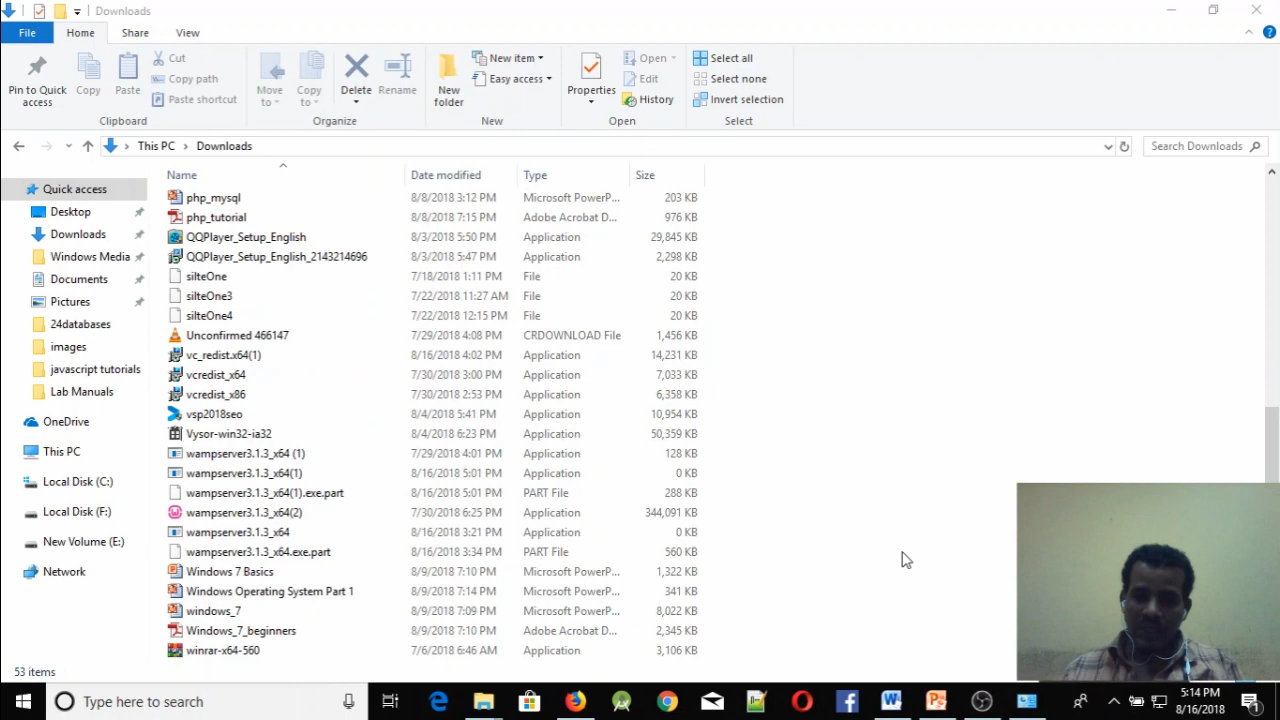 Downloads
File Home Share View
Pin to Quick access
Copy
Paste
Cut
Copy path
Paste shortcut
Clipboard
Move to
Copy to
Delete
Rename
Organize
New folder
New item
Easy access
New
Properties
Open
Edit
History
Open
Select all
Select none
Invert selection
Select
This PC Downloads
Search Downloads
Quick access
Desktop
Downloads
Windows Media
Documents
Pictures
24databases
images
javascript tutorials
Lab Manuals
OneDrive
This PC
Local Disk (C:)
Local Disk (F:)
New Volume (E:)
Network
Name Date modified Type Size
php_mysql 8/8/2018 3:12 PM Microsoft PowerP... 203 KB
php_tutorial 8/8/2018 7:15 PM Adobe Acrobat D... 976 KB
QQPlayer_Setup_English 8/3/2018 5:50 PM Application 29,845 KB
QQPlayer_Setup_English_2143214696 8/3/2018 5:47 PM Application 2,298 KB
silteOne 7/18/2018 1:11 PM File 20 KB
silteOne3 7/22/2018 11:27 AM File 20 KB
silteOne4 7/22/2018 12:15 PM File 20 KB
Unconfirmed 466147 7/29/2018 4:08 PM CRDOWNLOAD File 1,456 KB
vc_redist.x64(1) 8/16/2018 4:02 PM Application 14,231 KB
vcredist_x64 7/30/2018 3:00 PM Application 7,033 KB
vcredist_x86 7/30/2018 2:53 PM Application 6,358 KB
vsp2018seo 8/4/2018 5:41 PM Application 10,954 KB
Vysor-win32-ia32 8/4/2018 6:23 PM Application 50,359 KB
wampserver3.1.3_x64 (1) 7/29/2018 4:01 PM Application 128 KB
wampserver3.1.3_x64(1) 8/16/2018 5:01 PM Application 0 KB
wampserver3.1.3_x64(1).exe.part 8/16/2018 5:01 PM PART File 288 KB
wampserver3.1.3_x64(2) 7/30/2018 6:25 PM Application 344,091 KB
wampserver3.1.3_x64 8/16/2018 3:21 PM Application 0 KB
wampserver3.1.3_x64.exe.part 8/16/2018 3:34 PM PART File 560 KB
Windows 7 Basics 8/9/2018 7:10 PM Microsoft PowerP... 1,322 KB
Windows Operating System Part 1 8/9/2018 7:14 PM Microsoft PowerP... 341 KB
windows_7 8/9/2018 7:09 PM Microsoft PowerP... 8,022 KB
Windows_7_beginners 8/9/2018 7:10 PM Adobe Acrobat D... 2,345 KB
winrar-x64-560 7/6/2018 6:46 AM Application 3,106 KB
53 items
Type here to search
5:14 PM
8/16/2018